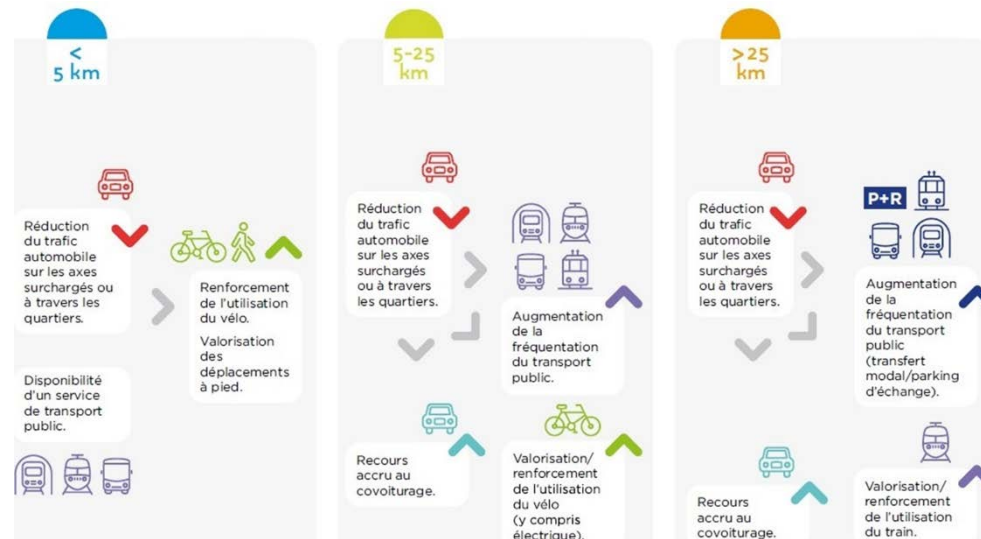 <
5 km
Réduction
du trafic
automobile
sur les axes
surchargés ou
à travers les
quartiers.
Renforcement
de l'utilisation
du vélo.
Valorisation
des
déplacements
à pied.
Disponibilité
d'un service
de transport
public.
5-25
km
Réduction
du trafic
automobile
sur les axes
surchargés
ou à travers
les quartiers.
Augmentation
de la
fréquentation
du transport
public.
Recours
accru au
covoiturage.
Valorisation/
renforcement
de l'utilisation
du vélo
(y compris
électrique).
>25
km
Réduction
du trafic
automobile
sur les axes
surchargés
ou à travers
les quartiers.
P+R
Augmentation
de la
fréquentation
du transport
public
(transfert
modal/parking
d'échange).
Recours
accru au
covoiturage.
Valorisation/
renforcement
de l'utilisation
du train.